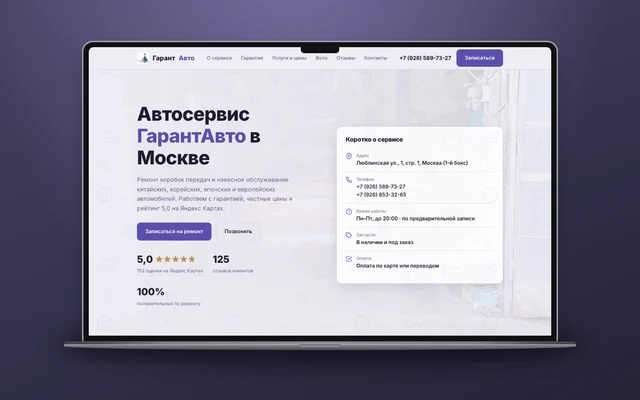 Гарант Авто
О сервисе
Гарантия
Услуги и цены
Фото
Отзывы
Контакты
+7 (926) 589-73-27
Записаться
Автосервис
ГарантАвто в
Москве
Ремонт коробок передач и навесное обслуживание
китайских, корейских, японских и европейских
автомобилей. Работаем с гарантией, честные цены и
рейтинг 5,0 на Яндекс Картах.
Записаться на ремонт
Позвонить
5,0 ★★★★★
153 оценки на Яндекс Картах
125
отзывов клиентов
100%
положительных по ремонту
Коротко о сервисе
Адрес
Люблинская ул., 1, стр. 1, Москва (1-й бокс)
Телефоны
+7 (926) 589-73-27
+7 (926) 853-32-65
Время работы
Пн–Пт, до 20:00 · по предварительной записи
Запчасти
В наличии и под заказ
Оплата
Оплата по карте или переводом